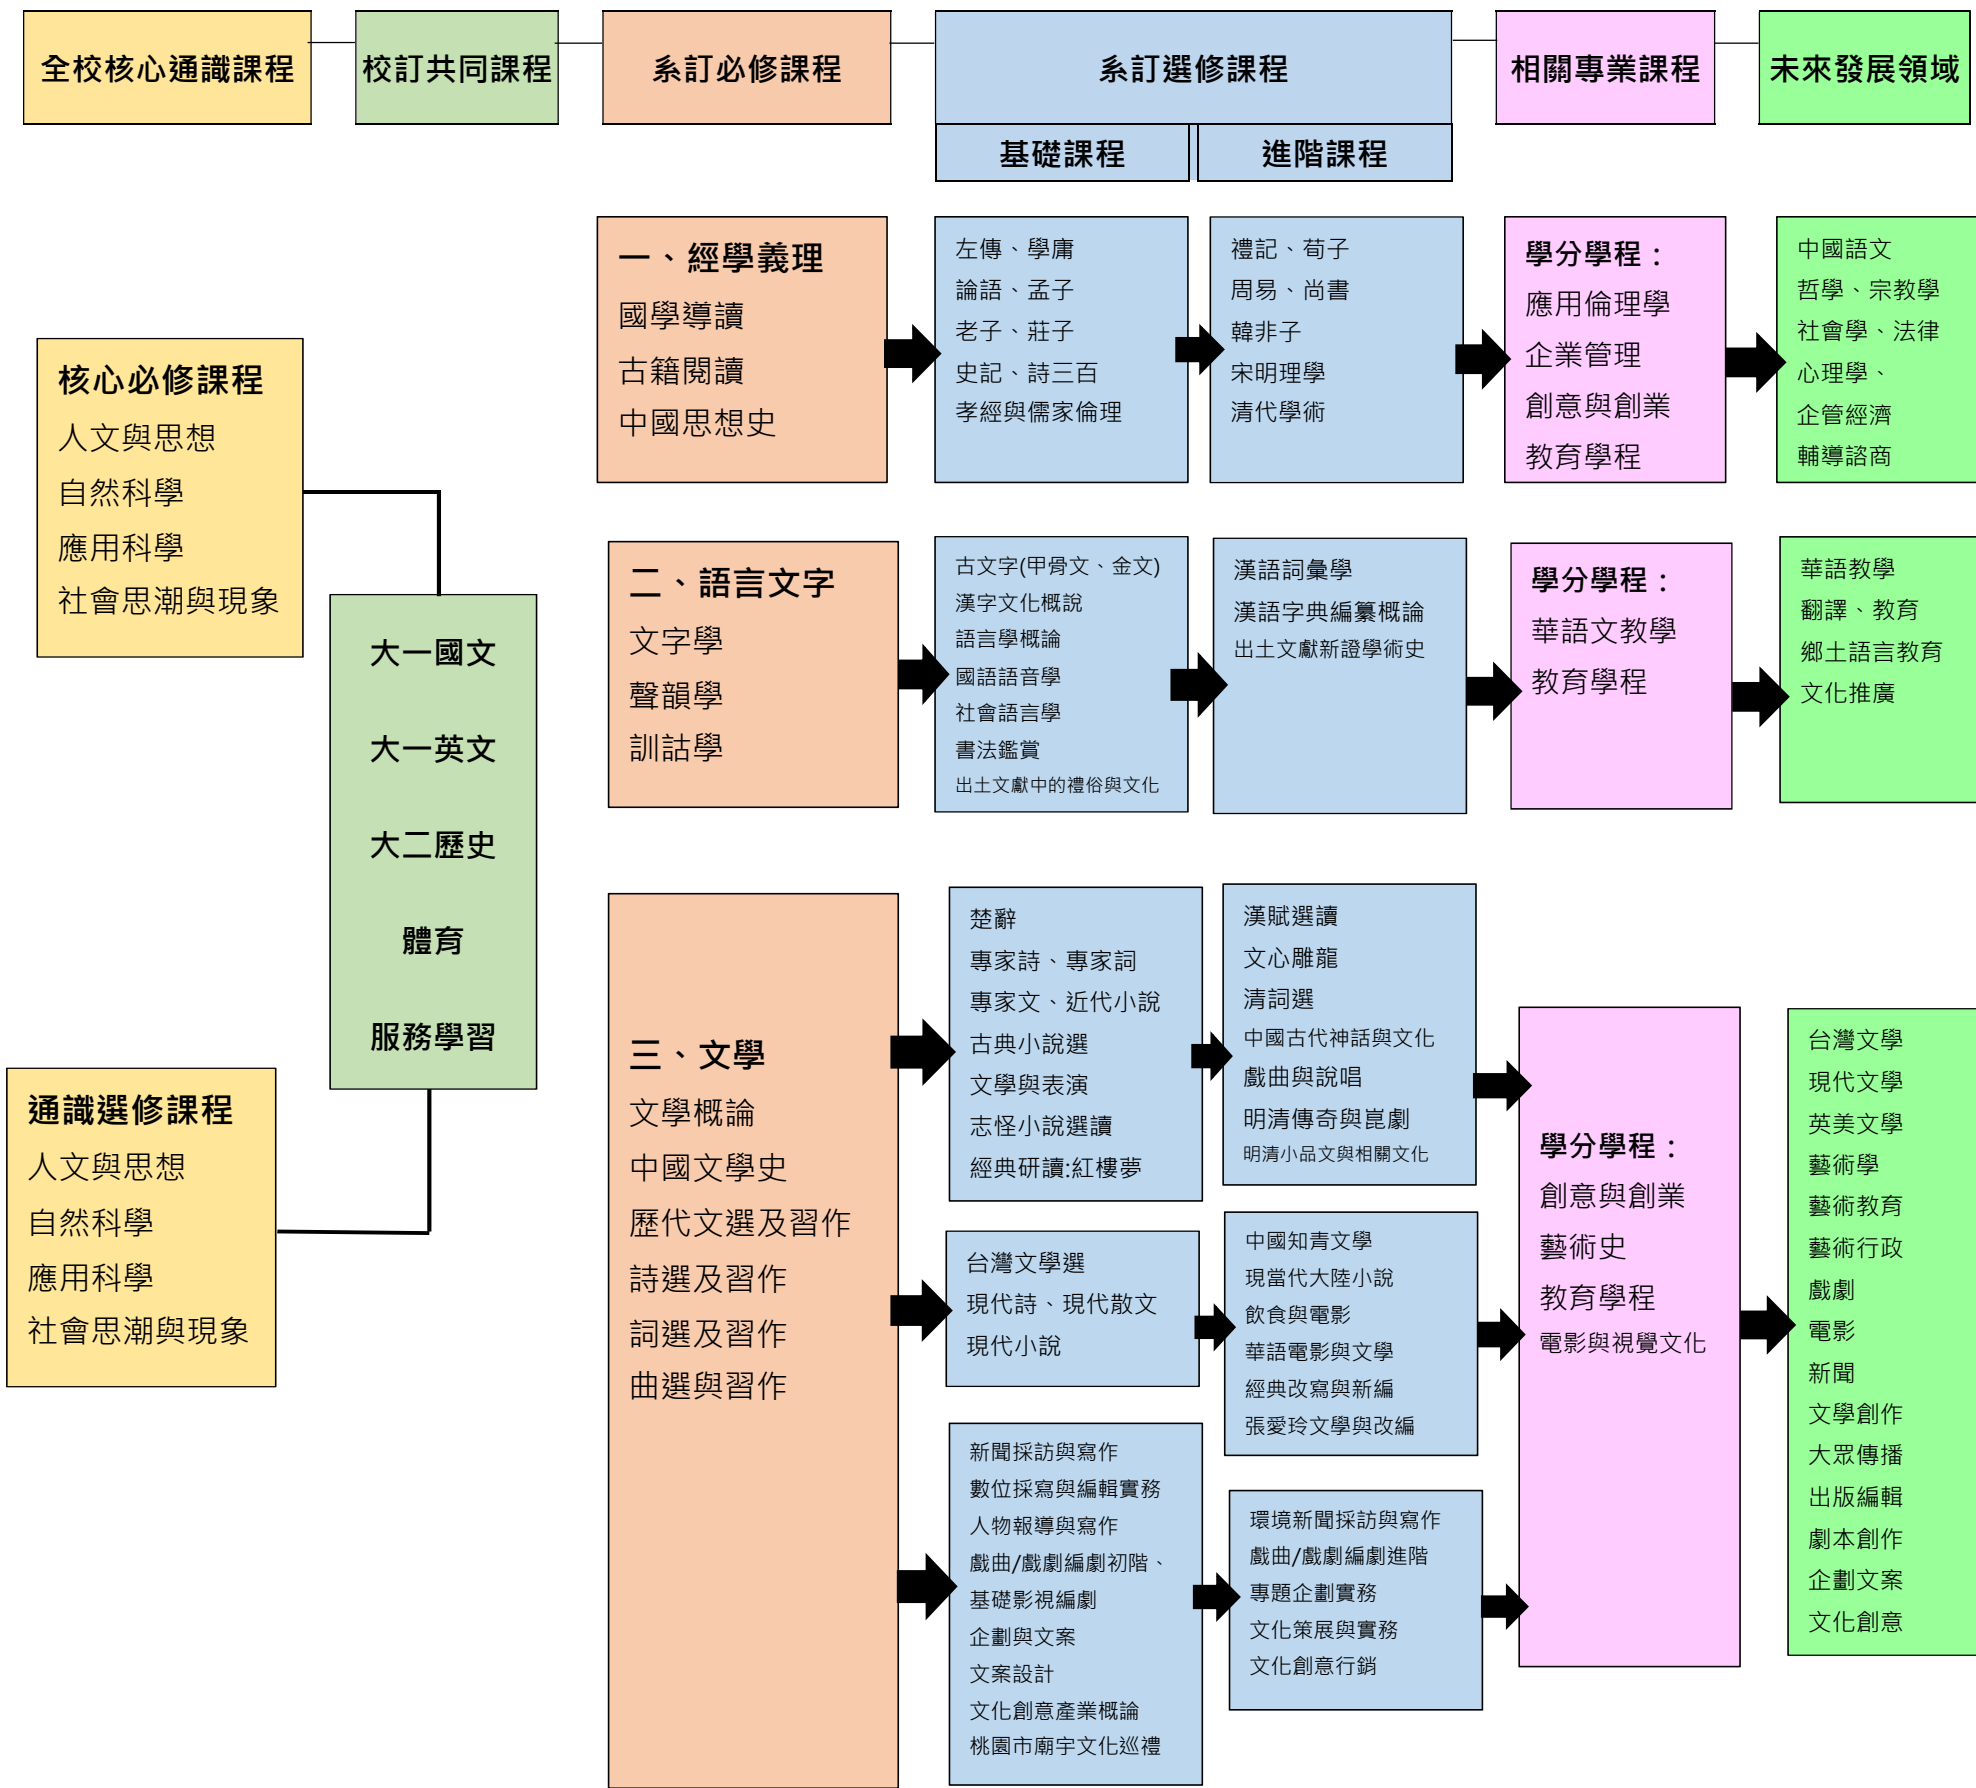 全校核心通識課程
校訂共同課程
系訂必修課程
系訂選修課程
相關專業課程
未來發展領域
基礎課程
進階課程
核心必修課程
人文與思想
自然科學
應用科學
社會思潮與現象
通識選修課程
人文與思想
自然科學
應用科學
社會思潮與現象
大一國文
大一英文
大二歷史
體育
服務學習
一、經學義理
國學導讀
古籍閱讀
中國思想史
左傳、學庸
論語、孟子
老子、莊子
史記、詩三百
孝經與儒家倫理
禮記、荀子
周易、尚書
韓非子
宋明理學
清代學術
學分學程：
應用倫理學
企業管理
創意與創業
教育學程
中國語文
哲學、宗教學
社會學、法律
心理學、
企管經濟
輔導諮商
二、語言文字
文字學
聲韻學
訓詁學
古文字(甲骨文、金文)
漢字文化概說
語言學概論
國語語音學
社會語言學
書法鑑賞
出土文獻中的禮俗與文化
漢語詞彙學
漢語字典編纂概論
出土文獻新證學術史
學分學程：
華語文教學
教育學程
華語教學
翻譯、教育
鄉土語言教育
文化推廣
三、文學
文學概論
中國文學史
歷代文選及習作
詩選及習作
詞選及習作
曲選與習作
楚辭
專家詩、專家詞
專家文、近代小說
古典小說選
文學與表演
志怪小說選讀
經典研讀:紅樓夢
漢賦選讀
文心雕龍
清詞選
中國古代神話與文化
戲曲與說唱
明清傳奇與崑劇
明清小品文與相關文化
台灣文學選
現代詩、現代散文
現代小說
中國知青文學
現當代大陸小說
飲食與電影
華語電影與文學
經典改寫與新編
張愛玲文學與改編
新聞採訪與寫作
數位採寫與編輯實務
人物報導與寫作
戲曲/戲劇編劇初階、
基礎影視編劇
企劃與文案
文案設計
文化創意產業概論
桃園市廟宇文化巡禮
環境新聞採訪與寫作
戲曲/戲劇編劇進階
專題企劃實務
文化策展與實務
文化創意行銷
學分學程：
創意與創業
藝術史
教育學程
電影與視覺文化
台灣文學
現代文學
英美文學
藝術學
藝術教育
藝術行政
戲劇
電影
新聞
文學創作
大眾傳播
出版編輯
劇本創作
企劃文案
文化創意